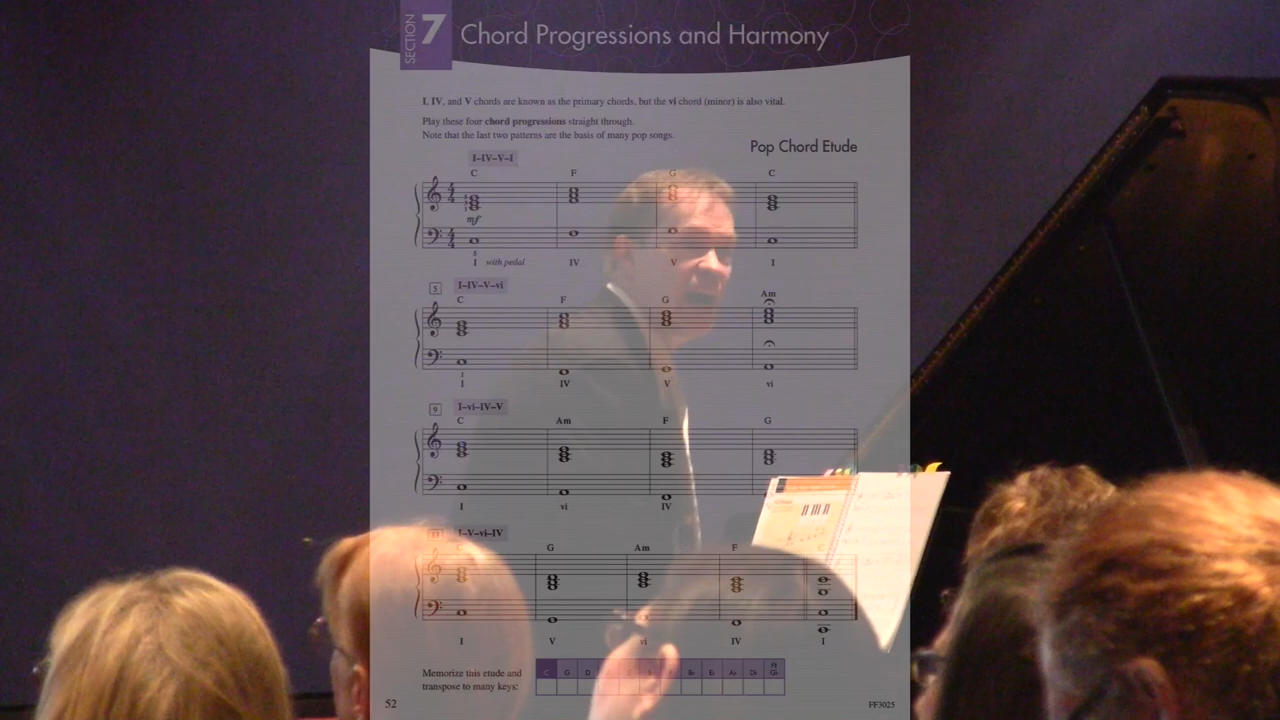 SECTION 7 Chord Progressions and Harmony
I, IV, and V chords are known as the primary chords, but the vi chord (minor) is also vital.
Play these four chord progressions straight through.
Note that the last two patterns are the basis of many pop songs.
Pop Chord Etude
I–IV–V–I
C F G C
mf
I with pedal IV V I
5 I–IV–V–vi
C F G Am
I IV V vi
9 I–vi–IV–V
C Am F G
I vi IV
13 I–V–vi–IV
C G Am F C
I V vi IV I
Memorize this etude and
transpose to many keys:
C G D B♭ E♭ A♭ D♭ F♯ G♭
52
FF3025